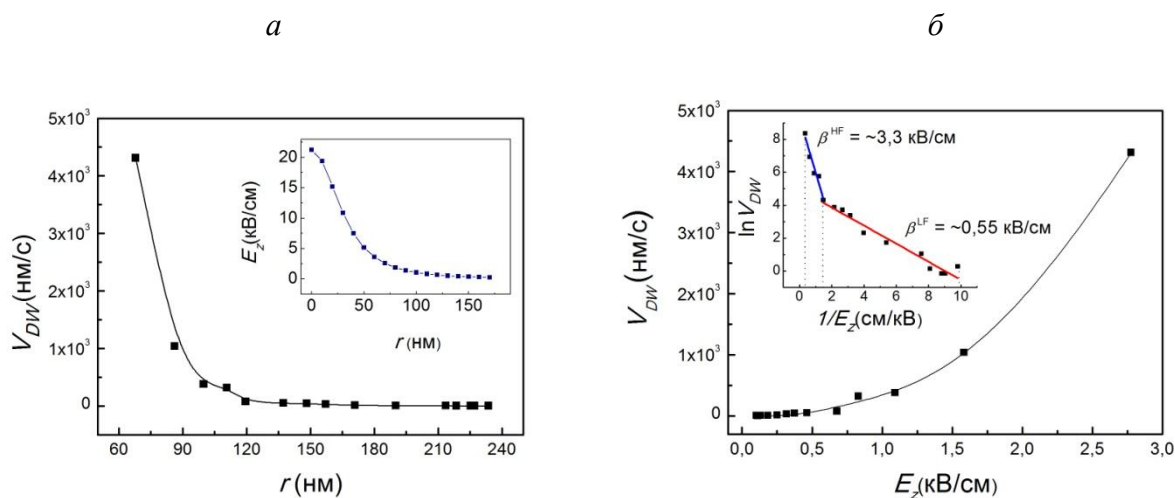 а
б
5x10³
4x10³
3x10³
2x10³
1x10³
0
60 90 120 150 180 210 240
V_DW (нм/с)
r (нм)
20
15
10
5
0
0 50 100 150
E_z (кВ/см)
r (нм)
5x10³
4x10³
3x10³
2x10³
1x10³
0
0,0 0,5 1,0 1,5 2,0 2,5 3,0
V_DW (нм/с)
E_z (кВ/см)
8
6
4
2
0
0 2 4 6 8 10
ln V_DW
1/E_z (см/кВ)
β^HF = ~3,3 кВ/см
β^LF = ~0,55 кВ/см